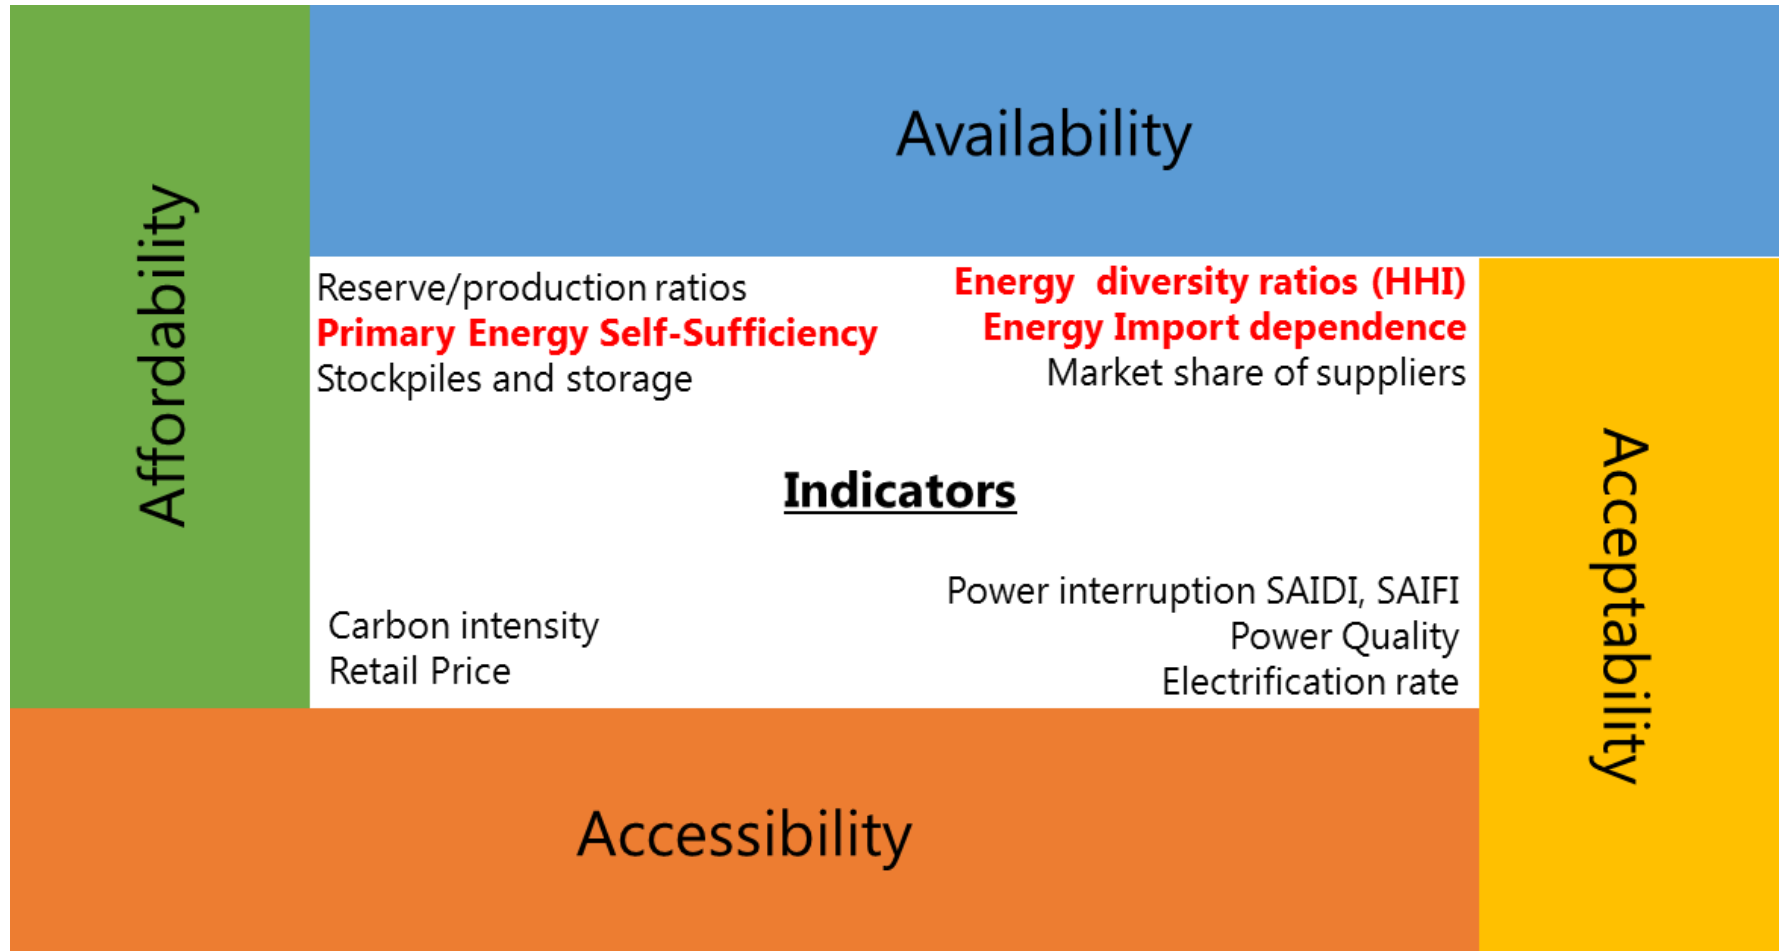 Availability
Affordability
Reserve/production ratios
Primary Energy Self-Sufficiency
Stockpiles and storage
Energy diversity ratios (HHI)
Energy Import dependence
Market share of suppliers
Indicators
Carbon intensity
Retail Price
Power interruption SAIDI, SAIFI
Power Quality
Electrification rate
Acceptability
Accessibility